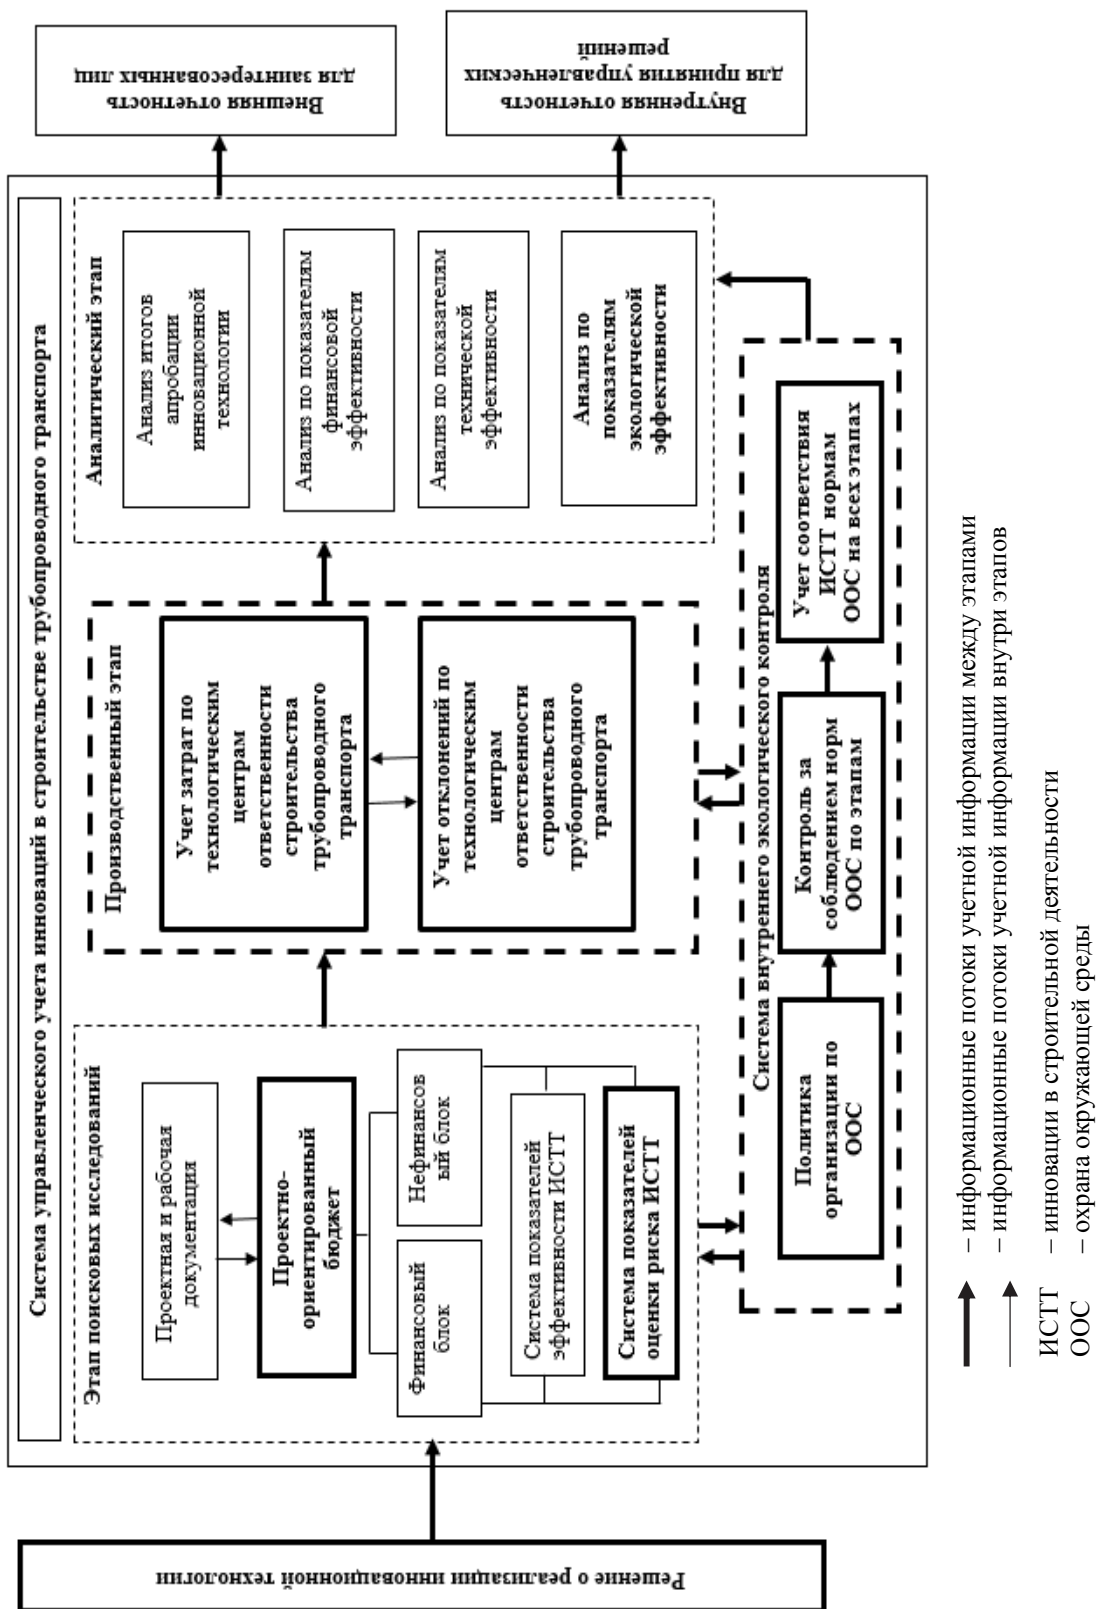 Решение о реализации инновационной технологии
Система управленческого учета инноваций в строительстве трубопроводного транспорта
Этап поисковых исследований
Проектная и рабочая
документация
Проектно-
ориентированный
бюджет
Финансовый
блок
Нефинансов
ый блок
Система показателей
эффективности ИСТТ
Система показателей
оценки риска ИСТТ
Производственный этап
Учет затрат по
технологическим
центрам
ответственности
строительства
трубопроводного
транспорта
Учет отклонений по
технологическим
центрам
ответственности
строительства
трубопроводного
транспорта
Аналитический этап
Анализ итогов
апробации
инновационной
технологии
Анализ по показателям
финансовой
эффективности
Анализ по показателям
технической
эффективности
Анализ по
показателям
экологической
эффективности
Система внутреннего экологического контроля
Политика
организации по
ООС
Контроль за
соблюдением норм
ООС по этапам
Учет соответствия
ИСТТ нормам
ООС на всех этапах
Внешняя отчетность
для заинтересованных лиц
Внутренняя отчетность
для принятия управленческих
решений
– информационные потоки учетной информации между этапами
– информационные потоки учетной информации внутри этапов
ИСТТ – инновации в строительной деятельности
ООС – охрана окружающей среды